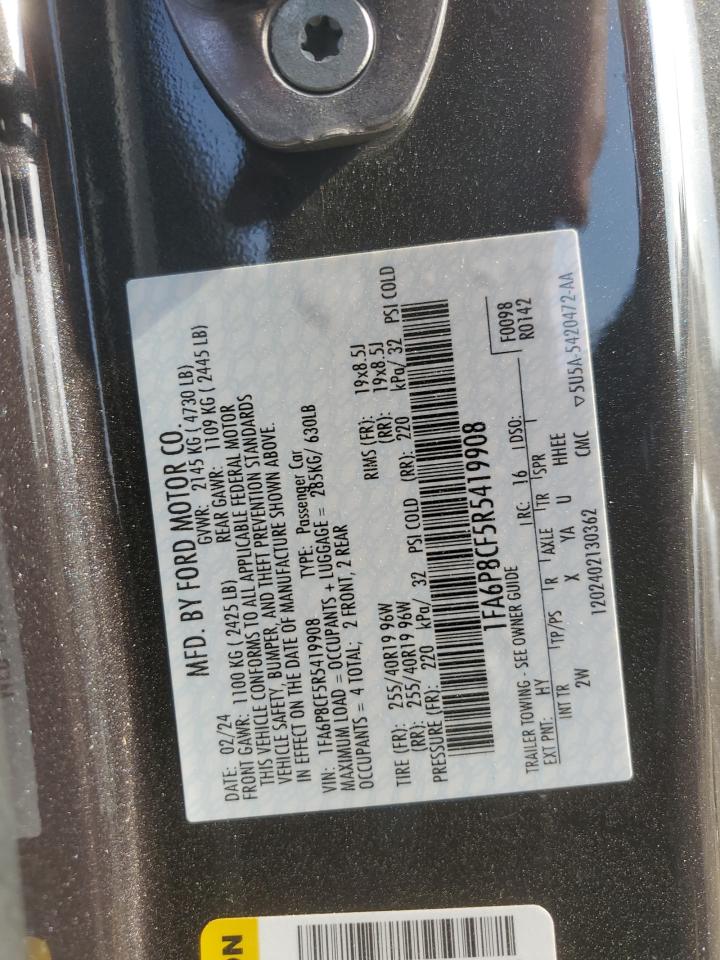 MFD. BY FORD MOTOR CO.
DATE: 02/24 GVWR: 2145 KG ( 4730 LB)
FRONT GAWR: 1100 KG ( 2425 LB) REAR GAWR: 1109 KG ( 2445 LB)
THIS VEHICLE CONFORMS TO ALL APPLICABLE FEDERAL MOTOR
VEHICLE SAFETY, BUMPER, AND THEFT PREVENTION STANDARDS
IN EFFECT ON THE DATE OF MANUFACTURE SHOWN ABOVE.
VIN: 1FA6P8CF5R5419908 TYPE: Passenger Car
MAXIMUM LOAD = OCCUPANTS + LUGGAGE = 285KG/ 630LB
OCCUPANTS = 4 TOTAL; 2 FRONT, 2 REAR
TIRE (FR): 255/40R19 96W RIMS (FR): 19x8.5J
(RR): 255/40R19 96W (RR): 19x8.5J
PRESSURE (FR): 220 kPa/ 32 PSI COLD (RR): 220 kPa/ 32 PSI COLD
1FA6P8CF5R5419908
F0098
R0142
TRAILER TOWING - SEE OWNER GUIDE
EXT PNT: HY RC: 16 DSO:
INT TR TP/PS R AXLE TR SPR
2W X YA U HHEE
1202402130362 CMC ▽5U5A-5420472-AA